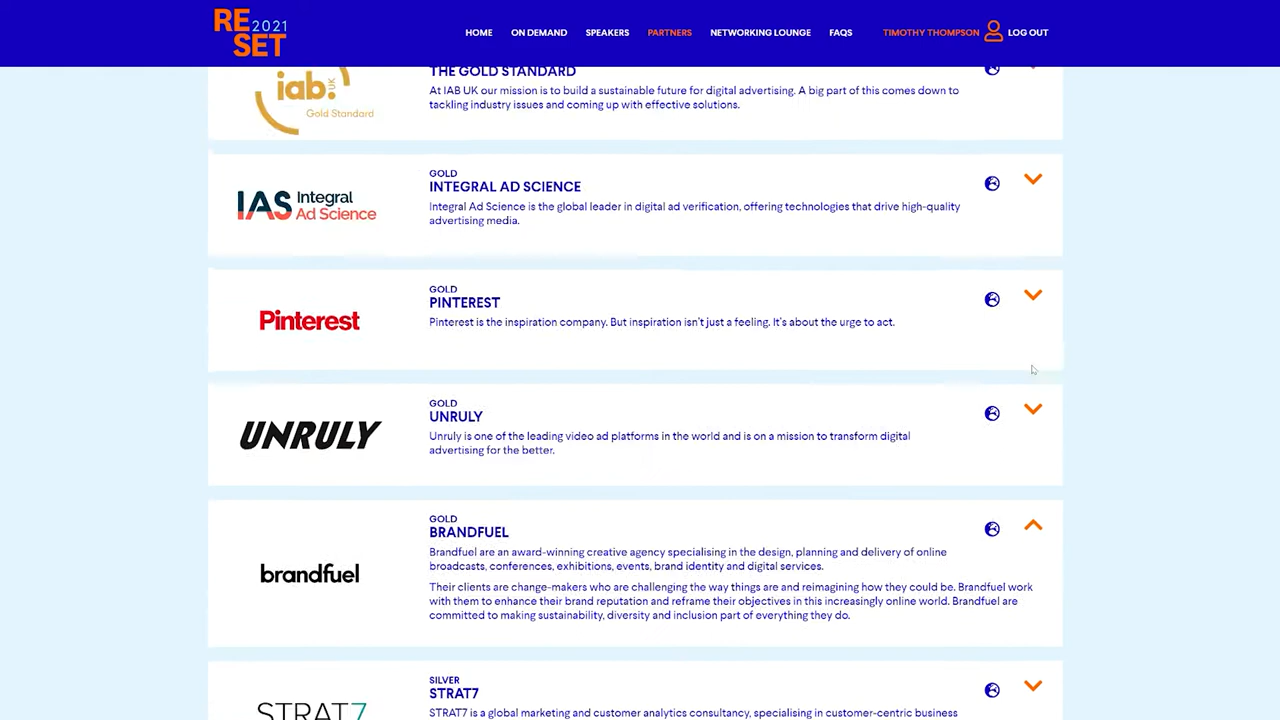 RE 2021
SET
HOME ON DEMAND SPEAKERS PARTNERS NETWORKING LOUNGE FAQS TIMOTHY THOMPSON LOG OUT
iab:UK
Gold Standard
THE GOLD STANDARD
At IAB UK our mission is to build a sustainable future for digital advertising. A big part of this comes down to
tackling industry issues and coming up with effective solutions.
IAS Integral
Ad Science
GOLD
INTEGRAL AD SCIENCE
Integral Ad Science is the global leader in digital ad verification, offering technologies that drive high-quality
advertising media.
Pinterest
GOLD
PINTEREST
Pinterest is the inspiration company. But inspiration isn't just a feeling. It's about the urge to act.
UNRULY
GOLD
UNRULY
Unruly is one of the leading video ad platforms in the world and is on a mission to transform digital
advertising for the better.
brandfuel
GOLD
BRANDFUEL
Brandfuel are an award-winning creative agency specialising in the design, planning and delivery of online
broadcasts, conferences, exhibitions, events, brand identity and digital services.
Their clients are change-makers who are challenging the way things are and reimagining how they could be. Brandfuel work
with them to enhance their brand reputation and reframe their objectives in this increasingly online world. Brandfuel are
committed to making sustainability, diversity and inclusion part of everything they do.
STRAT7
SILVER
STRAT7
STRAT7 is a global marketing and customer analytics consultancy, specialising in customer-centric business